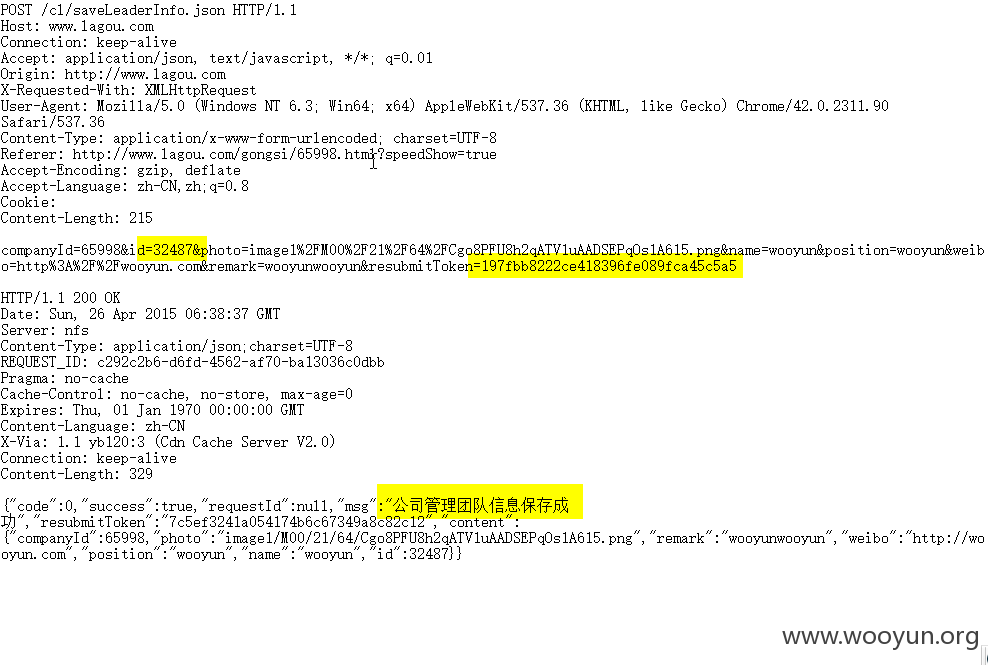 POST /c1/saveLeaderInfo.json HTTP/1.1
Host: www.lagou.com
Connection: keep-alive
Accept: application/json, text/javascript, */*; q=0.01
Origin: http://www.lagou.com
X-Requested-With: XMLHttpRequest
User-Agent: Mozilla/5.0 (Windows NT 6.3; Win64; x64) AppleWebKit/537.36 (KHTML, like Gecko) Chrome/42.0.2311.90
Safari/537.36
Content-Type: application/x-www-form-urlencoded; charset=UTF-8
Referer: http://www.lagou.com/gongsi/65998.html?speedShow=true
Accept-Encoding: gzip, deflate
Accept-Language: zh-CN,zh;q=0.8
Cookie:
Content-Length: 215
companyId=65998&id=32487&photo=image1%2FM00%2F21%2F64%2FCgo8PFU8h2qATV1uAADSEPqOs1A615.png&name=wooyun&position=wooyun&weib
o=http%3A%2F%2Fwooyun.com&remark=wooyunwooyun&resubmitToken=197fbb8222ce418396fe089fca45c5a5
HTTP/1.1 200 OK
Date: Sun, 26 Apr 2015 06:38:37 GMT
Server: nfs
Content-Type: application/json;charset=UTF-8
REQUEST_ID: c292c2b6-d6fd-4562-af70-ba13036c0dbb
Pragma: no-cache
Cache-Control: no-cache, no-store, max-age=0
Expires: Thu, 01 Jan 1970 00:00:00 GMT
Content-Language: zh-CN
X-Via: 1.1 yb120:3 (Cdn Cache Server V2.0)
Connection: keep-alive
Content-Length: 329
{"code":0,"success":true,"requestId":null,"msg":"公司管理团队信息保存成
功","resubmitToken":"7c5ef3241a054174b6c67349a8c82c12","content":
{"companyId":65998,"photo":"image1/M00/21/64/Cgo8PFU8h2qATV1uAADSEPqOs1A615.png","remark":"wooyunwooyun","weibo":"http://wo
oyun.com","position":"wooyun","name":"wooyun","id":32487}}
www.wooyun.org